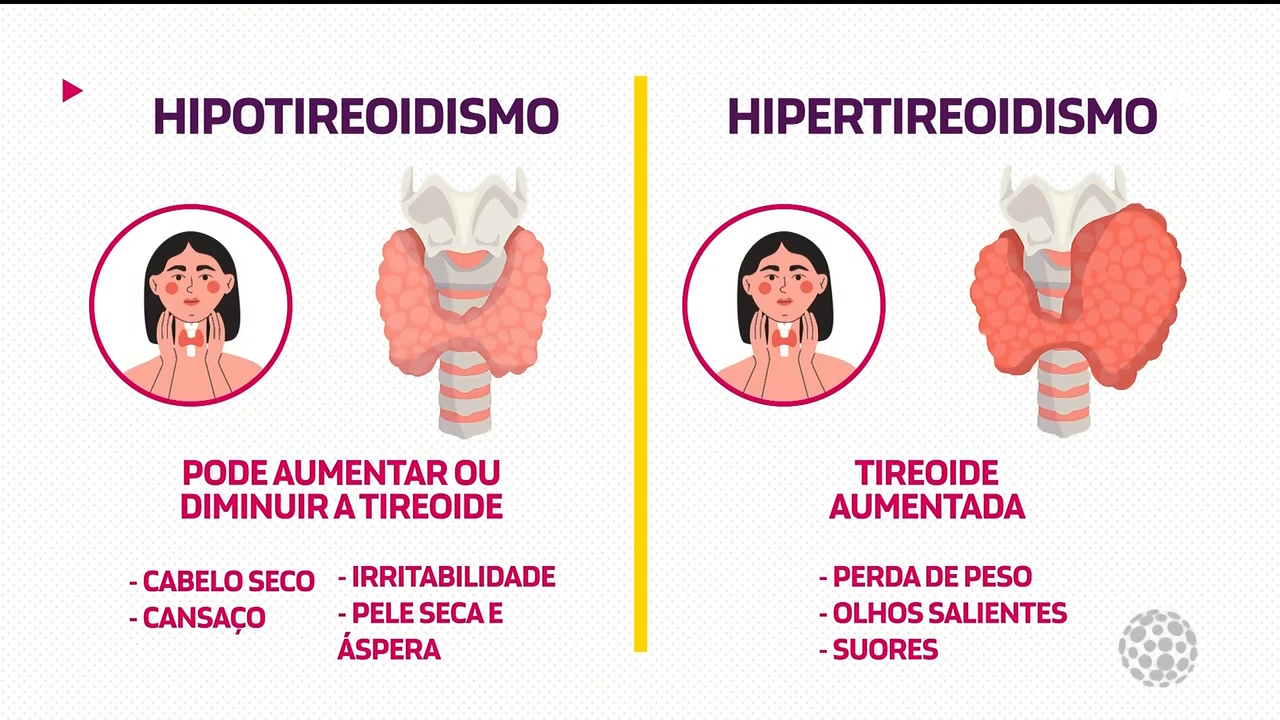 HIPOTIREOIDISMO
PODE AUMENTAR OU
DIMINUIR A TIREOIDE
- CABELO SECO
- CANSAÇO
- IRRITABILIDADE
- PELE SECA E
ÁSPERA
HIPERTIREOIDISMO
TIREOIDE
AUMENTADA
- PERDA DE PESO
- OLHOS SALIENTES
- SUORES